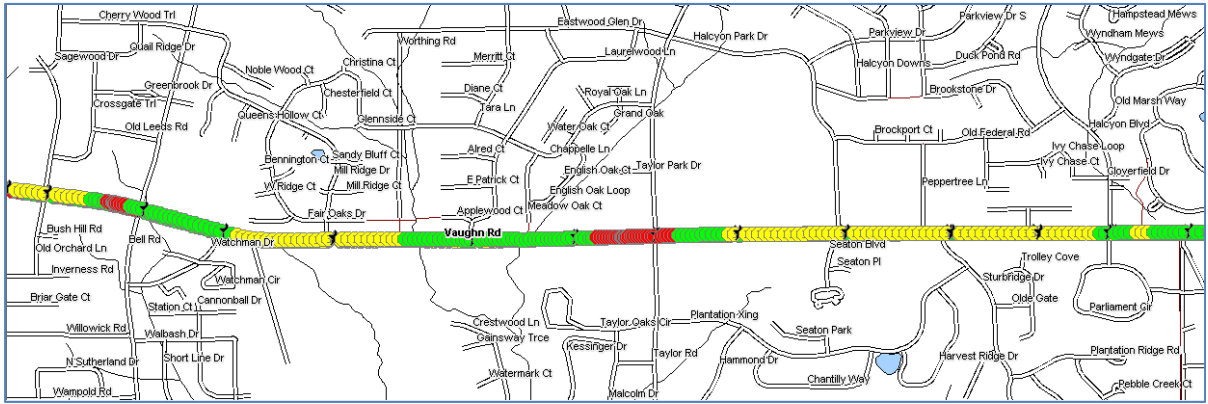 Cherry Wood Trl
Eastwood Glen Dr
Parkview Dr S
Hampstead Mews
Worthing Rd
Halcyon Park Dr
Parkview Dr
Wyndham Mews
Quail Ridge Dr
Laurelwood Ln
Duck Pond Rd
Sagewood Dr
Merritt Ct
Wyndgate Dr
Christina Ct
Halcyon Downs
Noble Wood Ct
Greenbrook Dr
Chesterfield Ct
Diane Ct
Royal Oak Ln
Brookstone Dr
Crossgate Trl
Tara Ln
Old Marsh Way
Queens Hollow Ct
Glennside Ct
Grand Oak
Old Leeds Rd
Water Oak Ct
Halcyon Blvd
Brockport Ct
Old Federal Rd
Alred Ct
Chappelle Ln
Ivy Chase Loop
Bennington Ct
Sandy Bluff Ct
Taylor Park Dr
Ivy Chase Ct
Mill Ridge Dr
English Oak Ct
Cloverfield Dr
W Ridge Ct
Mill Ridge Ct
E Patrick Ct
English Oak Loop
Peppertree Ln
Meadow Oak Ct
Fair Oaks Dr
Applewood Ct
Bush Hill Rd
Vaughn Rd
Bell Rd
Watchman Dr
Old Orchard Ln
Seaton Blvd
Inverness Rd
Seaton Pl
Trolley Cove
Watchman Cir
Sturbridge Dr
Briar Gate Ct
Cannonball Dr
Olde Gate
Station Ct
Parliament Cir
Plantation Xing
Willowick Rd
Walbash Dr
Crestwood Ln
Taylor Oaks Cir
Seaton Park
Gainsway Trce
Kessinger Dr
Taylor Rd
N Sutherland Dr
Short Line Dr
Hammond Dr
Harvest Ridge Dr
Plantation Ridge Rd
Watermark Ct
Chantilly Way
Pebble Creek Ct
Wampold Rd
Malcolm Dr